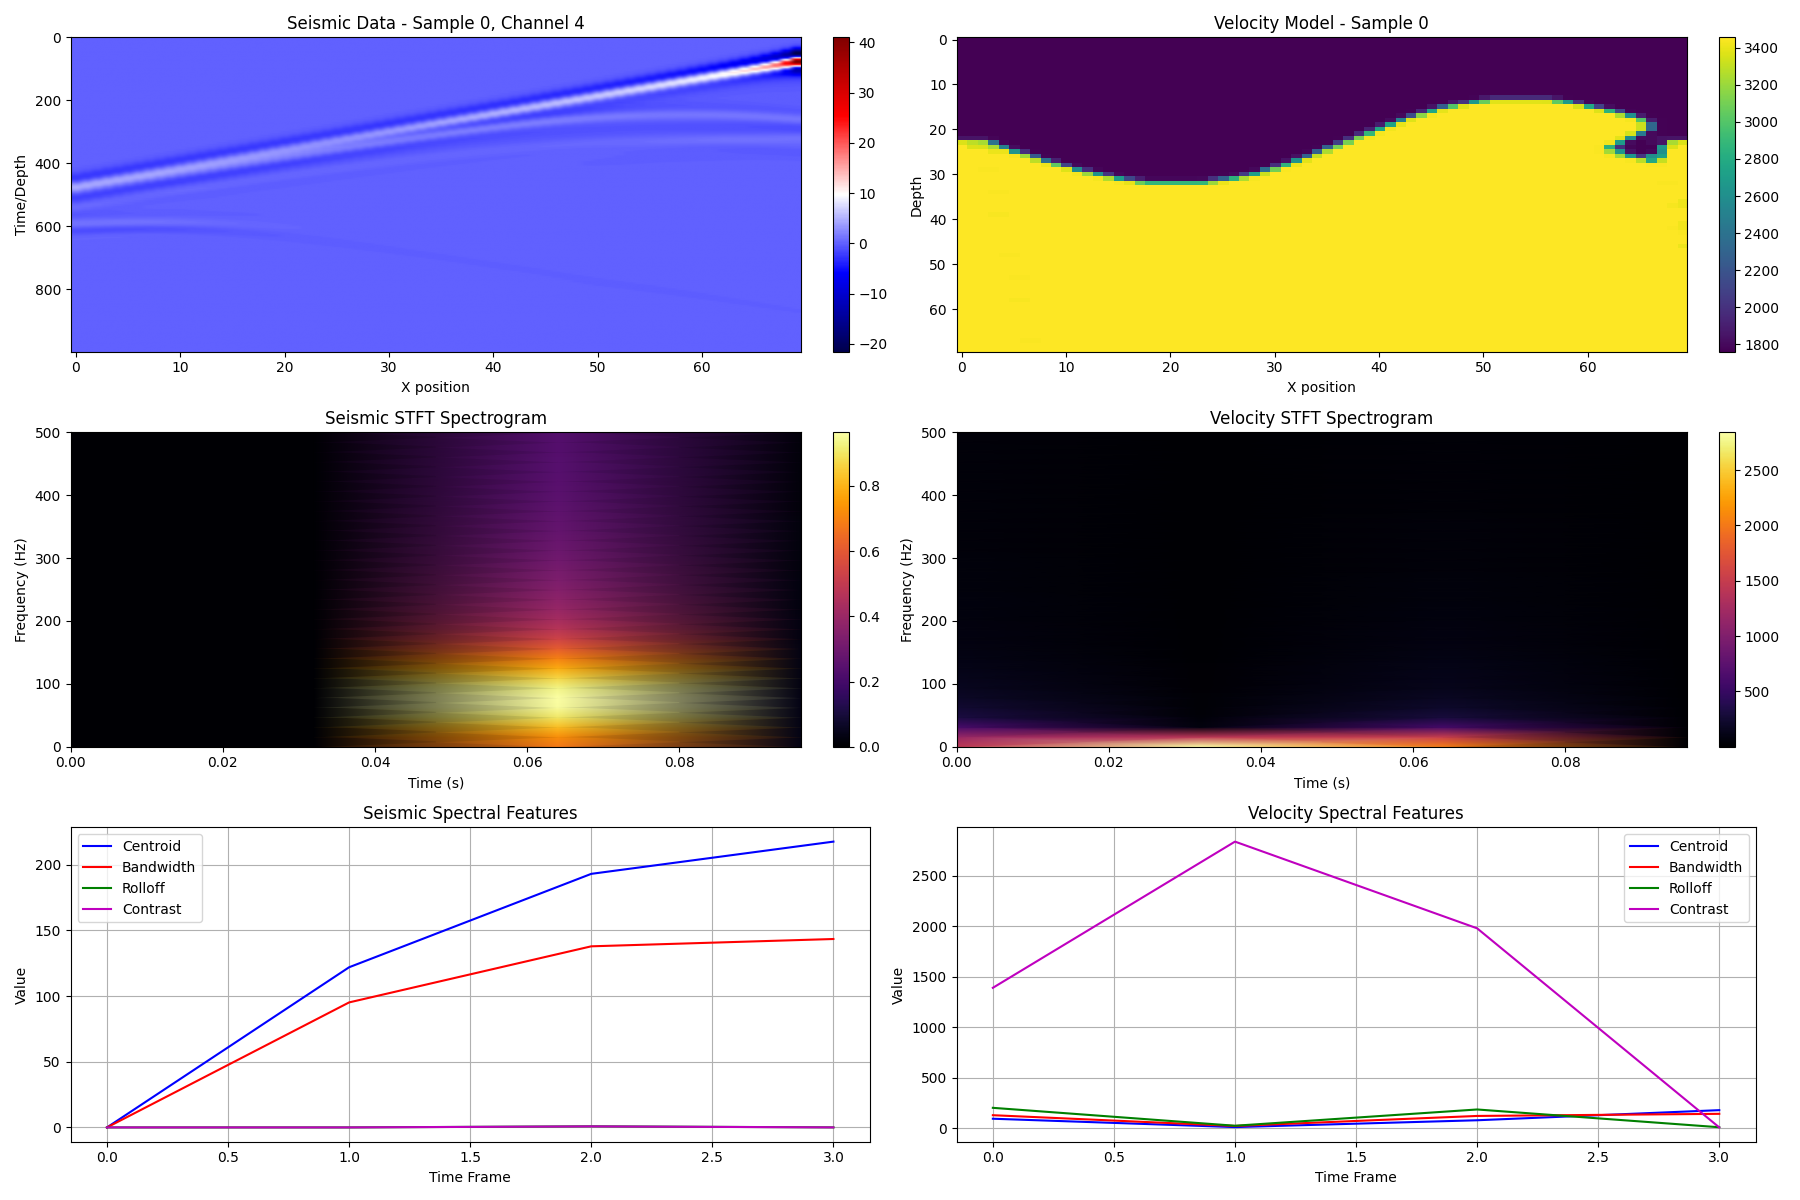 Seismic Data - Sample 0, Channel 4
0
200
400
600
800
Time/Depth
0 10 20 30 40 50 60
X position
40
30
20
10
0
−10
−20
Velocity Model - Sample 0
0
10
20
30
40
50
60
Depth
0 10 20 30 40 50 60
X position
3400
3200
3000
2800
2600
2400
2200
2000
1800
Seismic STFT Spectrogram
500
400
300
200
100
0
Frequency (Hz)
0.00 0.02 0.04 0.06 0.08
Time (s)
0.8
0.6
0.4
0.2
0.0
Velocity STFT Spectrogram
500
400
300
200
100
0
Frequency (Hz)
0.00 0.02 0.04 0.06 0.08
Time (s)
2500
2000
1500
1000
500
Seismic Spectral Features
Centroid
Bandwidth
Rolloff
Contrast
200
150
100
50
0
Value
0.0 0.5 1.0 1.5 2.0 2.5 3.0
Time Frame
Velocity Spectral Features
Centroid
Bandwidth
Rolloff
Contrast
2500
2000
1500
1000
500
0
Value
0.0 0.5 1.0 1.5 2.0 2.5 3.0
Time Frame